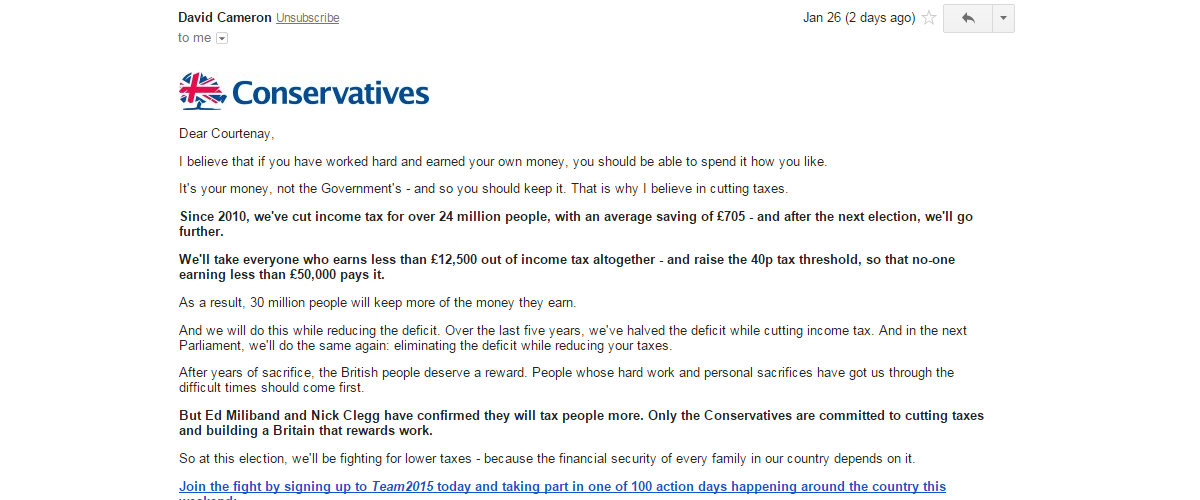 David Cameron Unsubscribe
Jan 26 (2 days ago)
to me
Conservatives
Dear Courtenay,
I believe that if you have worked hard and earned your own money, you should be able to spend it how you like.
It's your money, not the Government's - and so you should keep it. That is why I believe in cutting taxes.
Since 2010, we've cut income tax for over 24 million people, with an average saving of £705 - and after the next election, we'll go
further.
We'll take everyone who earns less than £12,500 out of income tax altogether - and raise the 40p tax threshold, so that no-one
earning less than £50,000 pays it.
As a result, 30 million people will keep more of the money they earn.
And we will do this while reducing the deficit. Over the last five years, we've halved the deficit while cutting income tax. And in the next
Parliament, we'll do the same again: eliminating the deficit while reducing your taxes.
After years of sacrifice, the British people deserve a reward. People whose hard work and personal sacrifices have got us through the
difficult times should come first.
But Ed Miliband and Nick Clegg have confirmed they will tax people more. Only the Conservatives are committed to cutting taxes
and building a Britain that rewards work.
So at this election, we'll be fighting for lower taxes - because the financial security of every family in our country depends on it.
Join the fight by signing up to Team2015 today and taking part in one of 100 action days happening around the country this